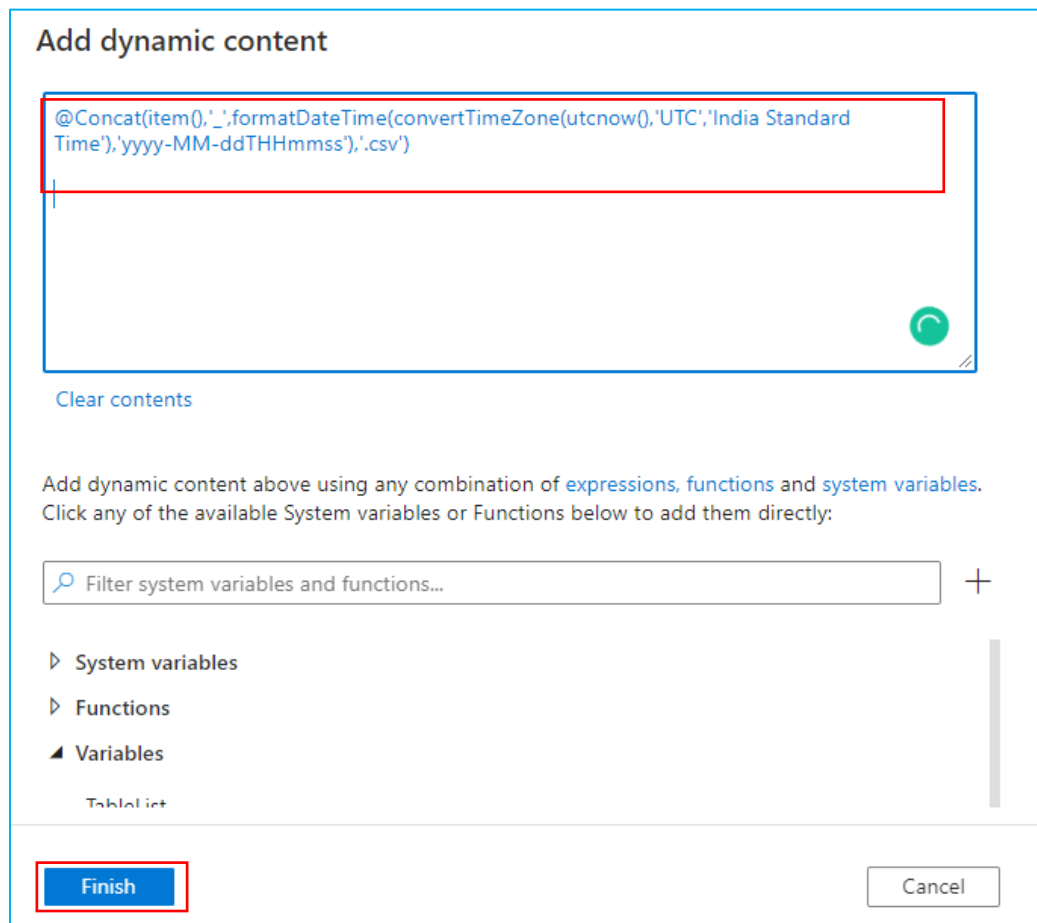 Add dynamic content
@Concat(item(),'_',formatDateTime(convertTimeZone(utcnow(),'UTC','India Standard
Time'),'yyyy-MM-ddTHHmmss'),'.csv')
Clear contents
Add dynamic content above using any combination of expressions, functions and system variables.
Click any of the available System variables or Functions below to add them directly:
Filter system variables and functions...
System variables
Functions
Variables
TableList
Finish
Cancel